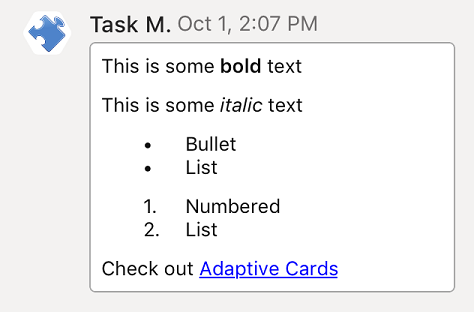 Task M. Oct 1, 2:07 PM
This is some bold text
This is some italic text
• Bullet
• List
1. Numbered
2. List
Check out Adaptive Cards